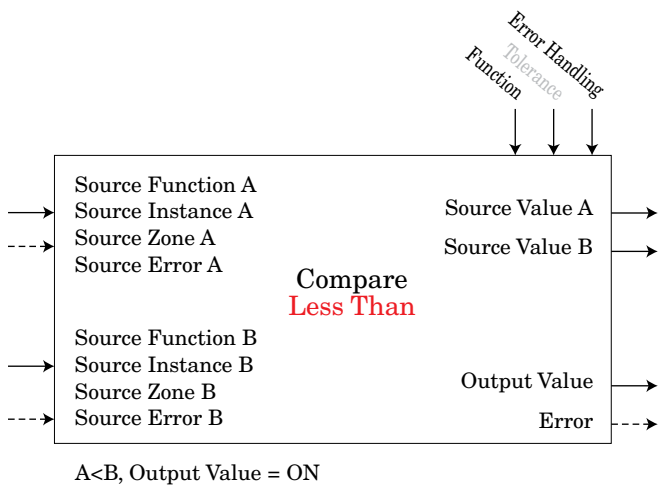 Error Handling
Tolerance
Function
Source Function A
Source Instance A
Source Zone A
Source Error A
Source Value A
Source Value B
Compare
Less Than
Source Function B
Source Instance B
Source Zone B
Source Error B
Output Value
Error
A<B, Output Value = ON